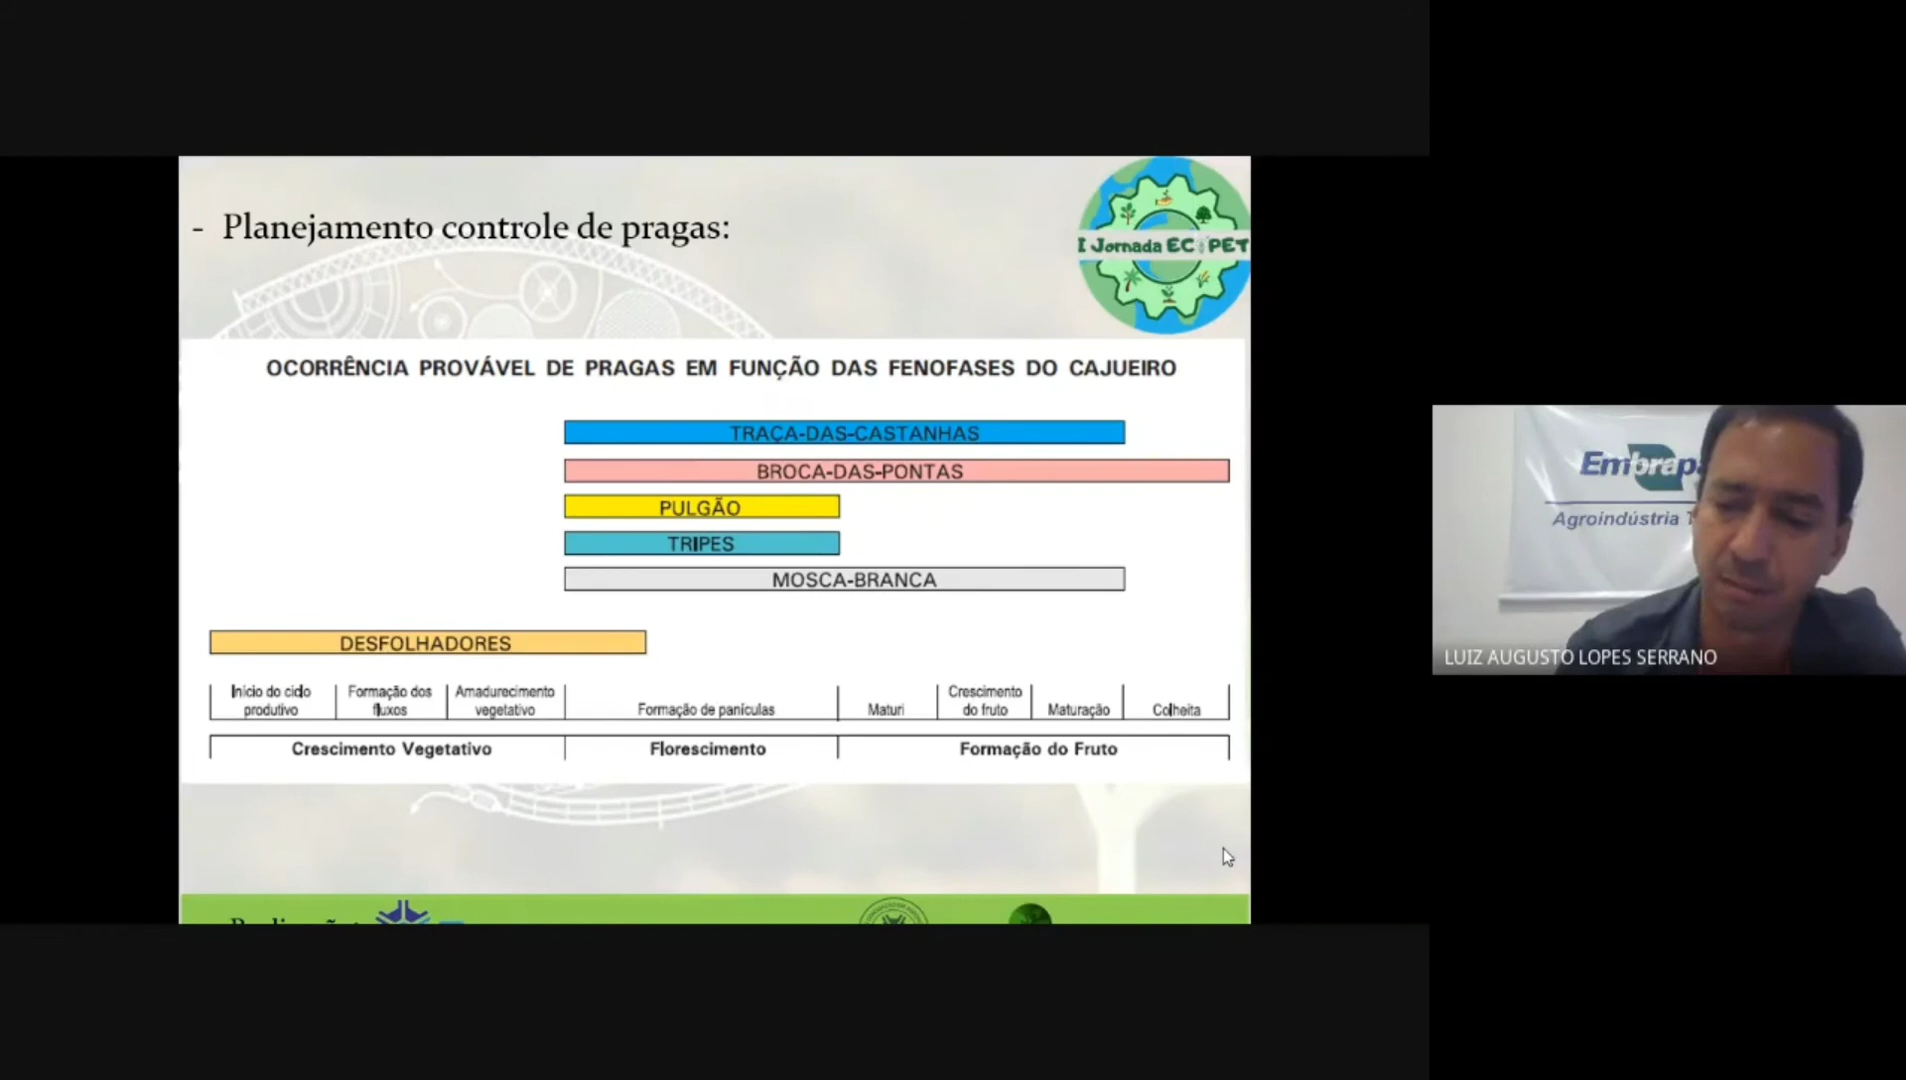 - Planejamento controle de pragas:
I Jornada ECOPET
OCORRÊNCIA PROVÁVEL DE PRAGAS EM FUNÇÃO DAS FENOFASES DO CAJUEIRO
TRAÇA-DAS-CASTANHAS
BROCA-DAS-PONTAS
PULGÃO
TRIPES
MOSCA-BRANCA
DESFOLHADORES
Início do ciclo produtivo
Formação dos fluxos
Amadurecimento vegetativo
Formação de panículas
Maturi
Crescimento do fruto
Maturação
Colheita
Crescimento Vegetativo
Florescimento
Formação do Fruto
Embrapa
Agroindústria T
LUIZ AUGUSTO LOPES SERRANO